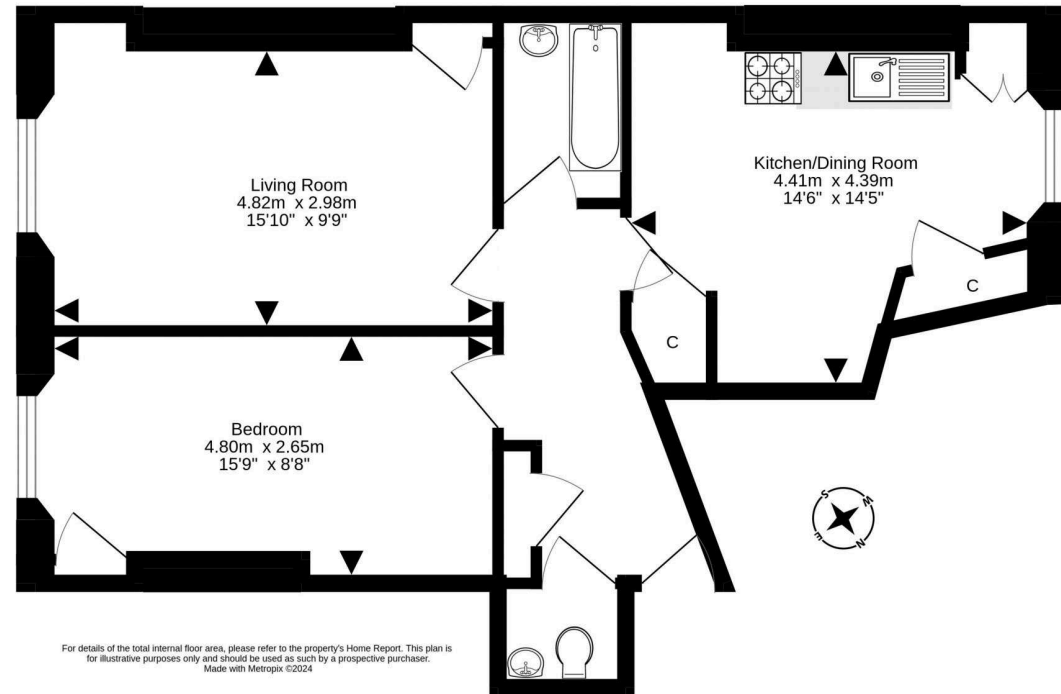 Living Room
4.82m x 2.98m
15'10" x 9'9"
Kitchen/Dining Room
4.41m x 4.39m
14'6" x 14'5"
C
C
Bedroom
4.80m x 2.65m
15'9" x 8'8"
S
W
E
N
For details of the total internal floor area, please refer to the property's Home Report. This plan is
for illustrative purposes only and should be used as such by a prospective purchaser.
Made with Metropix ©2024